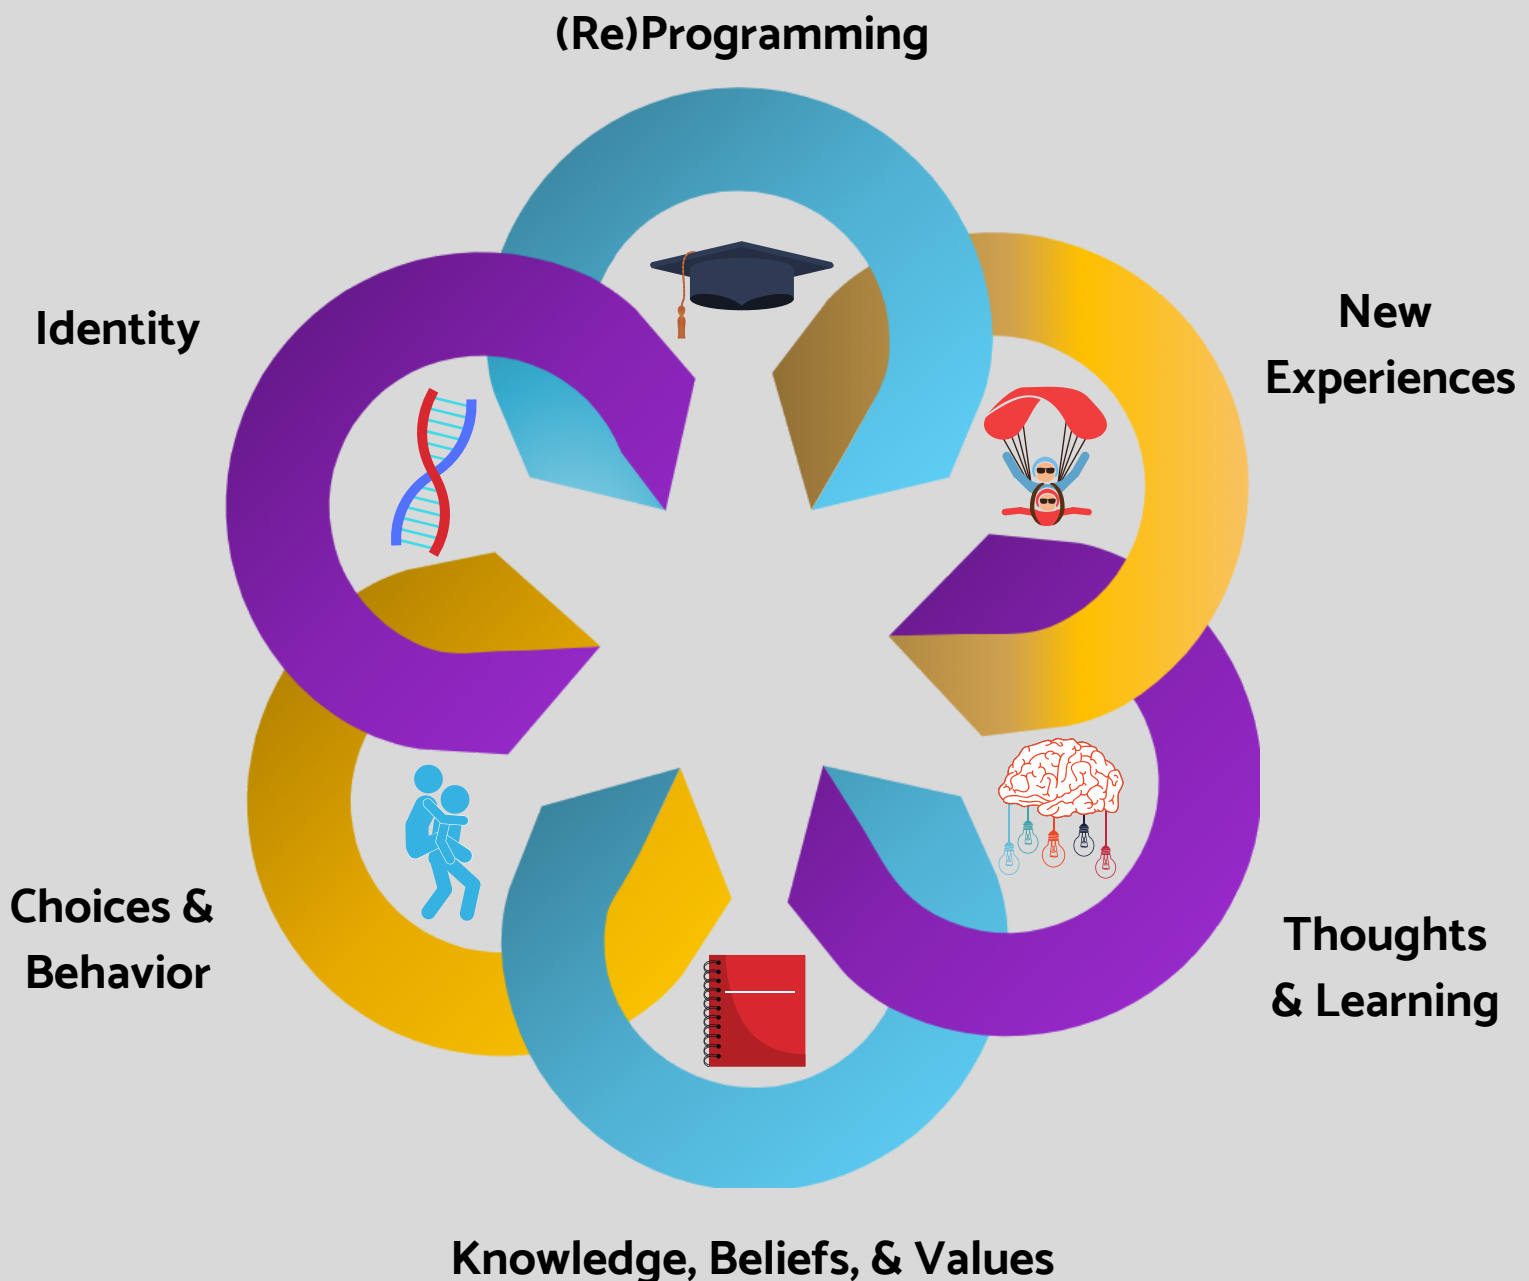 (Re)Programming
New
Experiences
Thoughts
& Learning
Knowledge, Beliefs, & Values
Choices &
Behavior
Identity